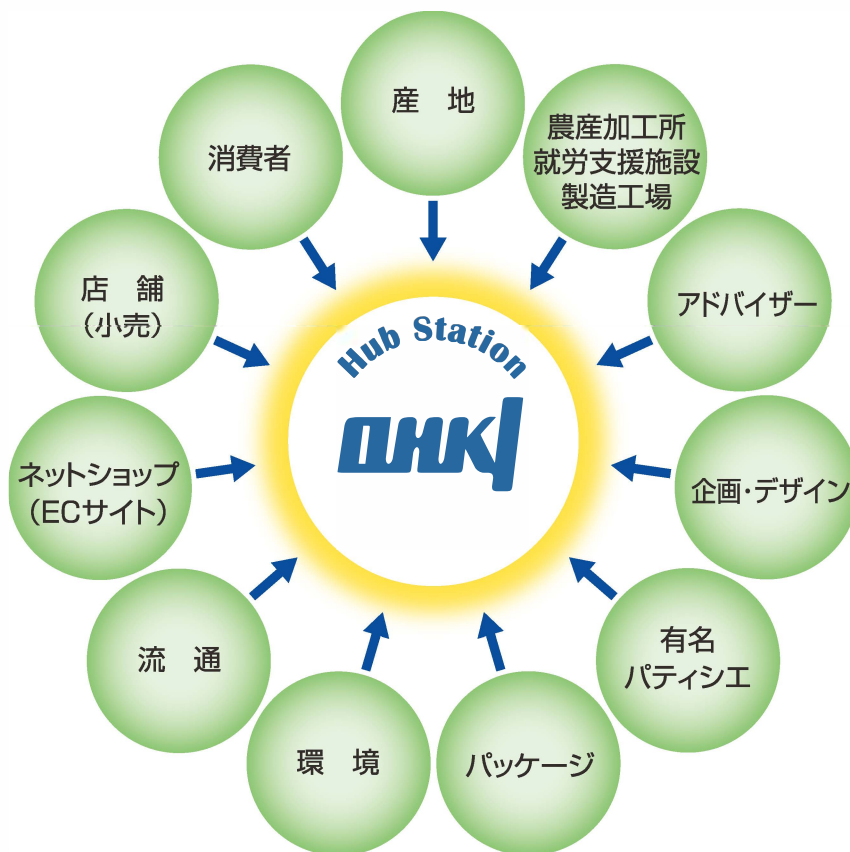 産　地
農産加工所
就労支援施設
製造工場
アドバイザー
企画・デザイン
有名
パティシエ
パッケージ
環　境
流　通
ネットショップ
（ECサイト）
店　舗
（小売）
消費者
Hub Station
OHKI